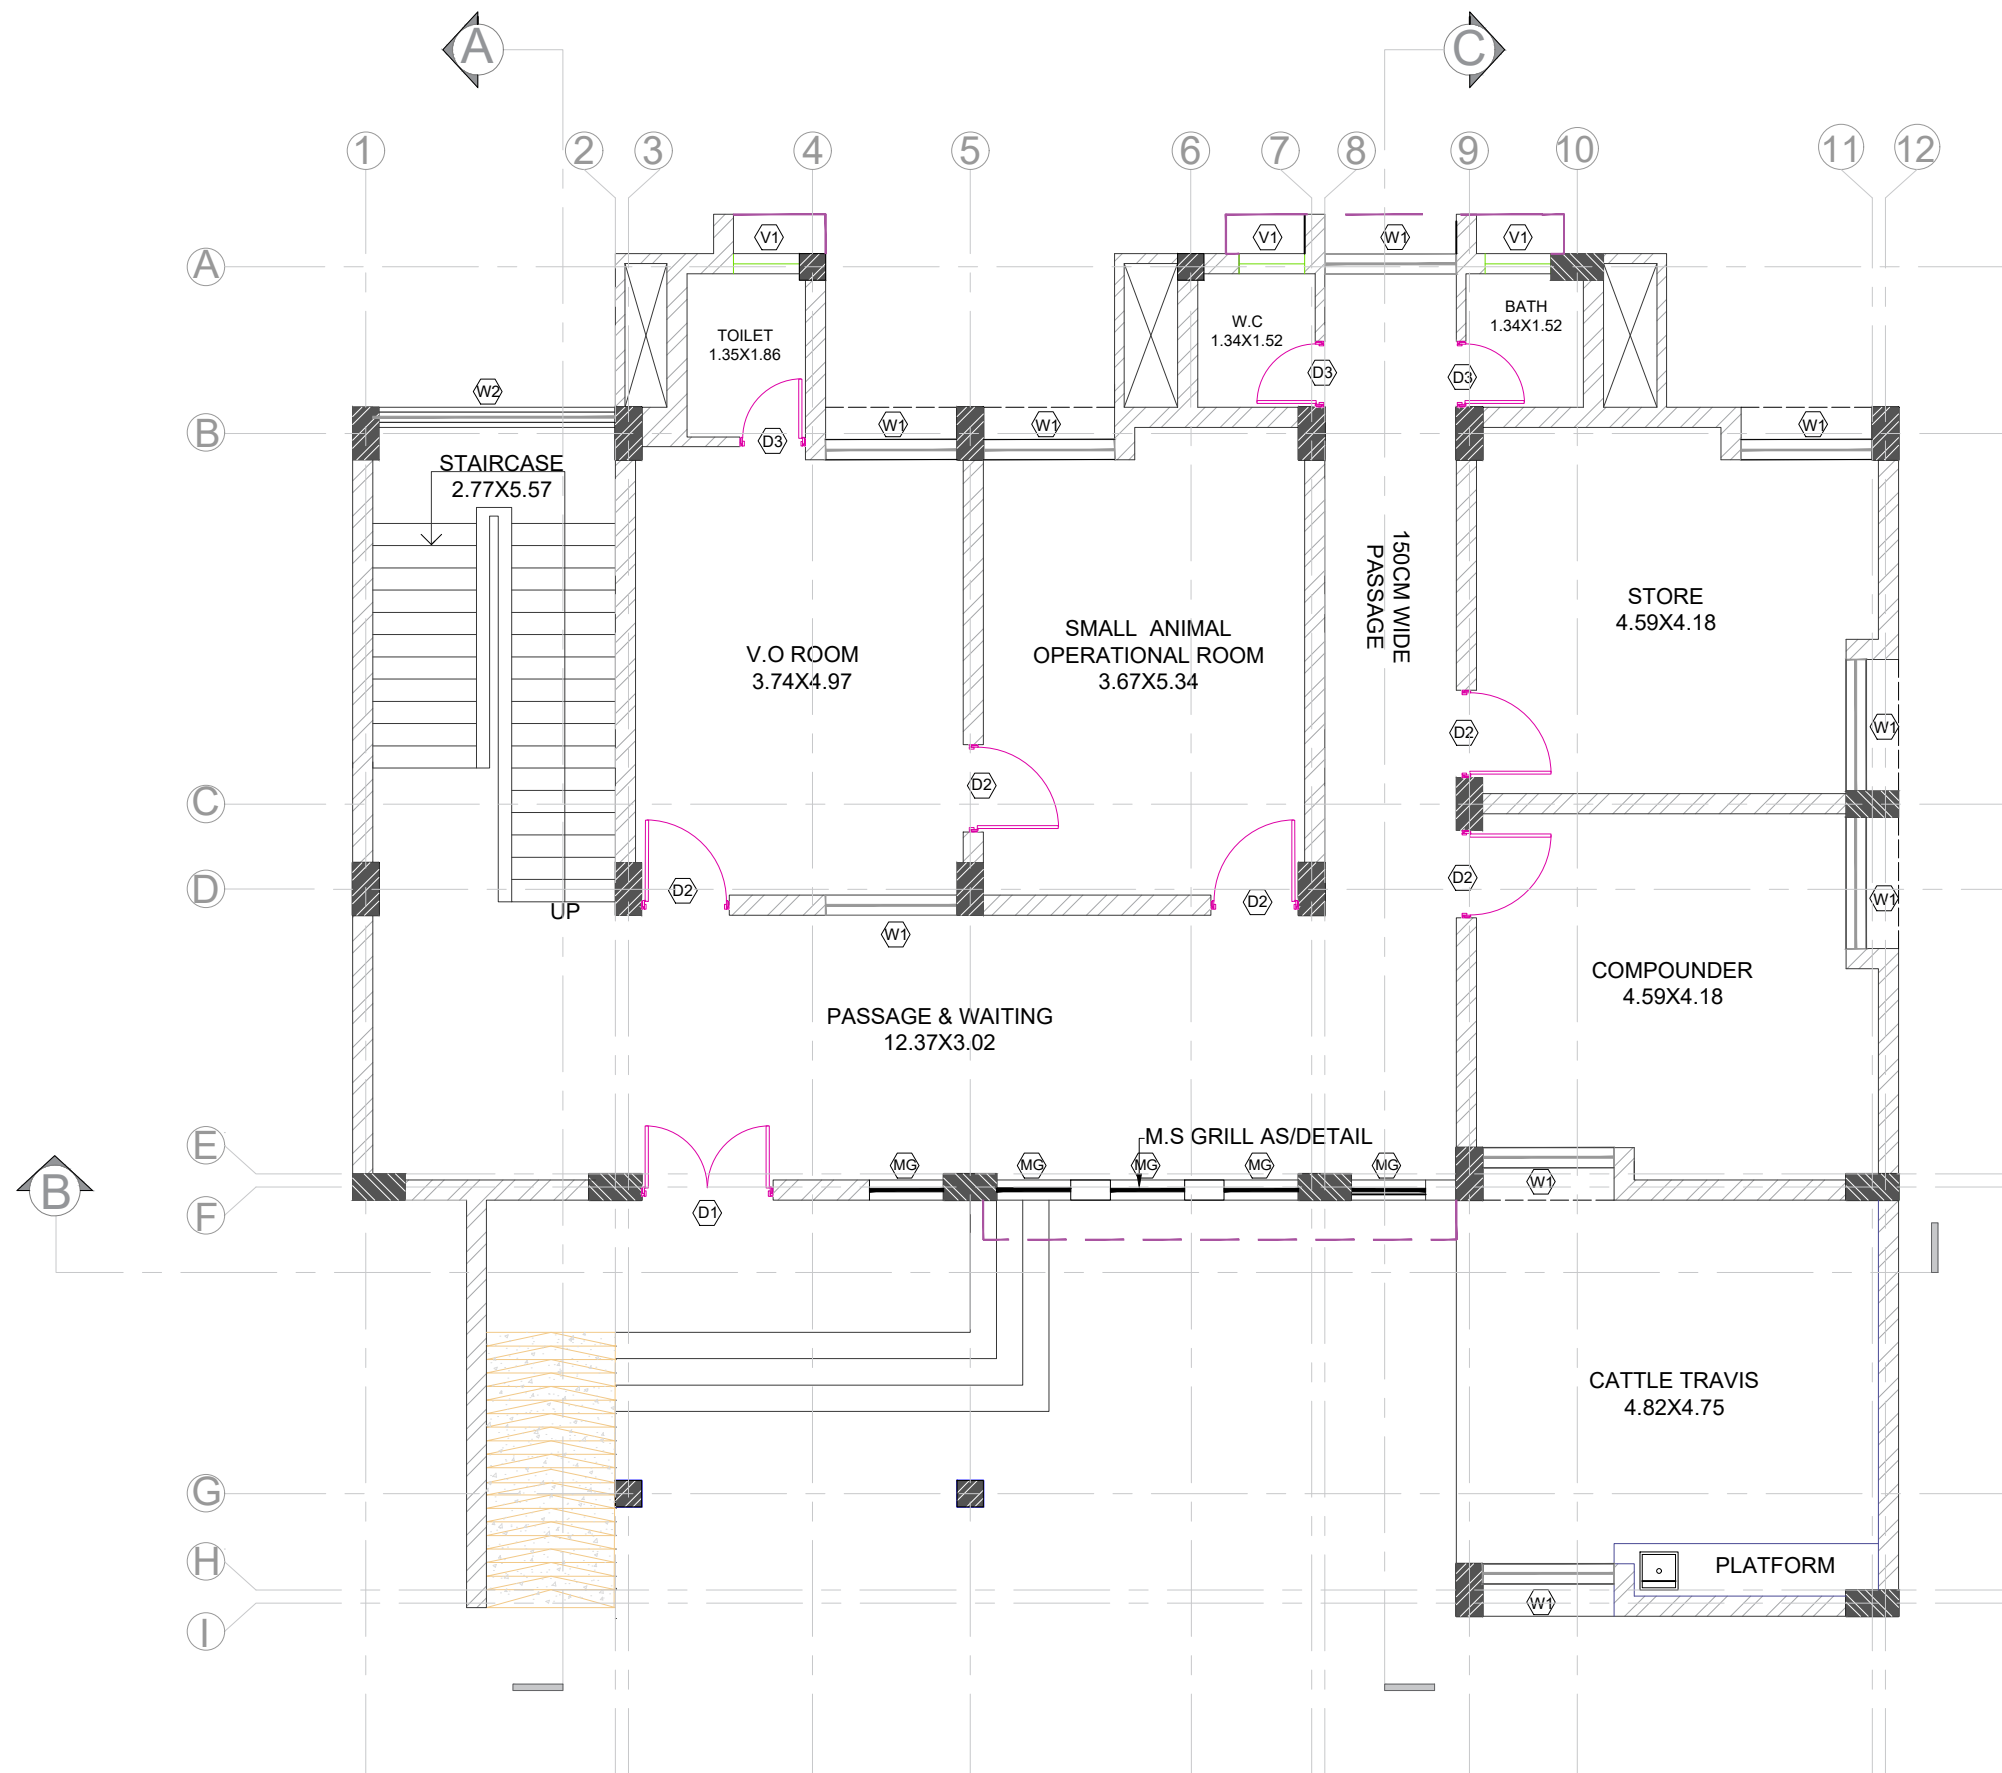 A
C
1
2
3
4
5
6
7
8
9
10
11
12
V1
V1
W1
V1
A
TOILET
1.35X1.86
W.C
1.34X1.52
BATH
1.34X1.52
D3
D3
W2
B
D3
W1
W1
W1
STAIRCASE
2.77X5.57
150CM WIDE
PASSAGE
STORE
4.59X4.18
SMALL ANIMAL
OPERATIONAL ROOM
3.67X5.34
V.O ROOM
3.74X4.97
D2
W1
D2
C
D2
D
D2
D2
W1
UP
W1
COMPOUNDER
4.59X4.18
PASSAGE & WAITING
12.37X3.02
E
M.S GRILL AS/DETAIL
MG
MG
MG
MG
MG
B
F
D1
W1
CATTLE TRAVIS
4.82X4.75
G
H
PLATFORM
W1
I